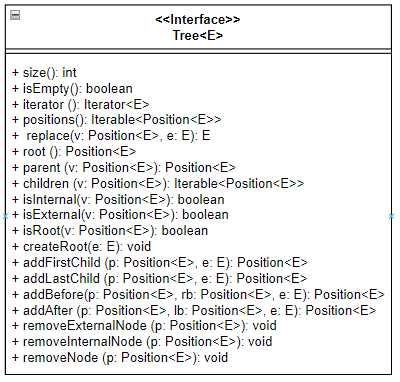 <<Interface>>
Tree<E>
+ size(): int
+ isEmpty(): boolean
+ iterator (): Iterator<E>
+ positions(): Iterable<Position<E>>
+ replace(v: Position<E>, e: E): E
+ root (): Position<E>
+ parent (v: Position<E>): Position<E>
+ children (v: Position<E>): Iterable<Position<E>>
+ isInternal(v: Position<E>): boolean
+ isExternal(v: Position<E>): boolean
+ isRoot(v: Position<E>): boolean
+ createRoot(e: E): void
+ addFirstChild (p: Position<E>, e: E): Position<E>
+ addLastChild (p: Position<E>, e: E): Position<E>
+ addBefore(p: Position<E>, rb: Position<E>, e: E): Position<E>
+ addAfter (p: Position<E>, lb: Position<E>, e: E): Position<E>
+ removeExternalNode (p: Position<E>): void
+ removeInternalNode (p: Position<E>): void
+ removeNode (p: Position<E>): void